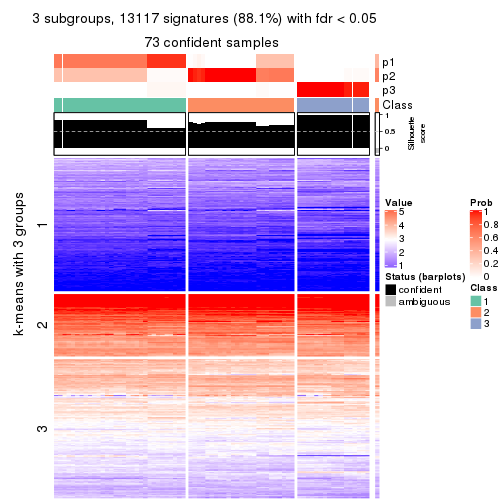 3 subgroups, 13117 signatures (88.1%) with fdr < 0.05
73 confident samples
p1
p2
p3
Class
1
0.5
0
Silhouette
score
k-means with 3 groups
1
2
3
Value
5
4
3
2
1
Status (barplots)
confident
ambiguous
Prob
1
0.8
0.6
0.4
0.2
0
Class
1
2
3